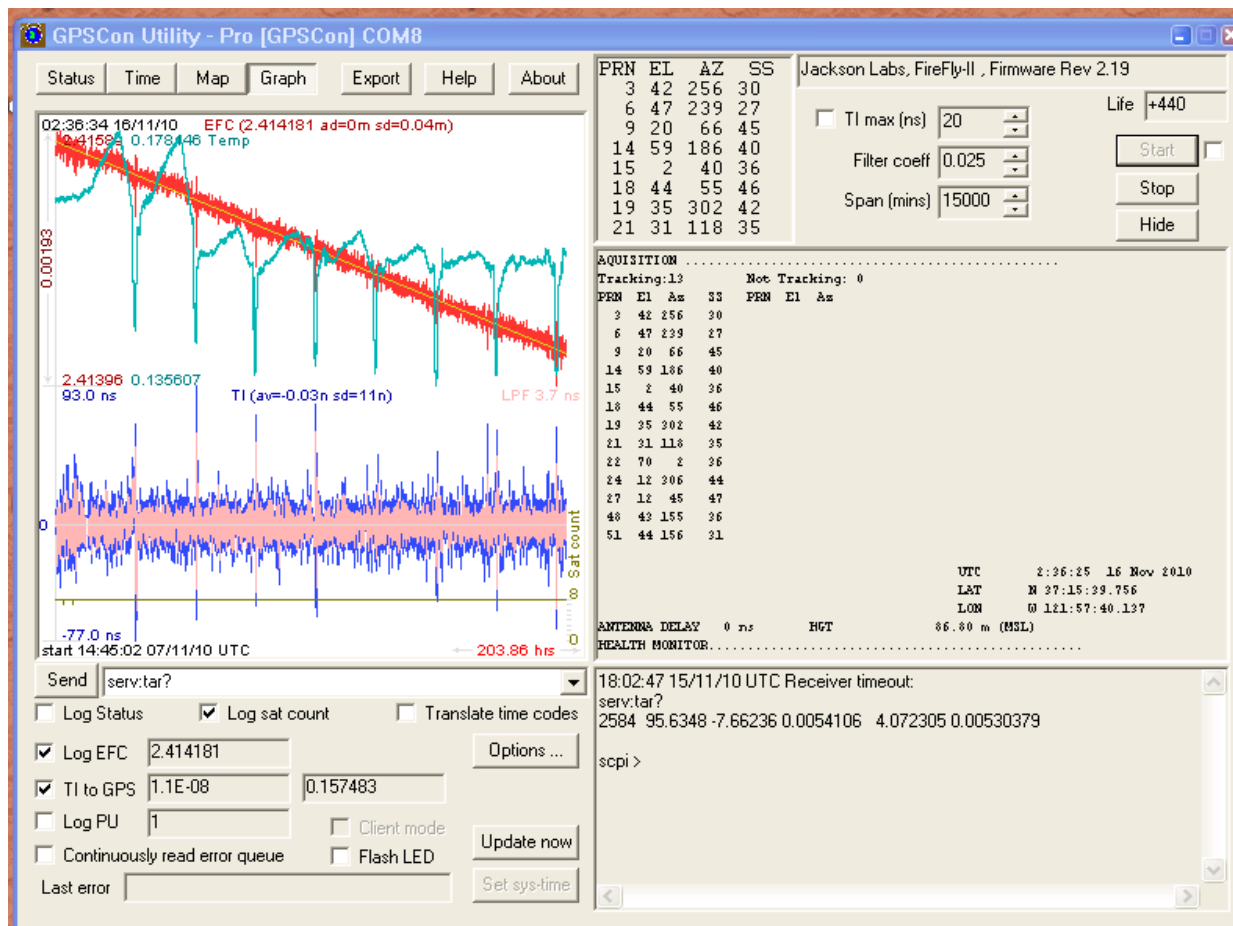 GPSCon Utility - Pro [GPSCon] COM8
Status Time Map Graph Export Help About
02:36:34 16/11/10 EFC (2.414181 ad=0m sd=0.04m)
2.41589 0.178446 Temp
0.00193
2.41396 0.135607
93.0 ns TI (av=-0.03n sd=11n) LPF 3.7 ns
0
Sat count
8
0
-77.0 ns
start 14:45:02 07/11/10 UTC 203.86 hrs
PRN EL AZ SS
3 42 256 30
6 47 239 27
9 20 66 45
14 59 186 40
15 2 40 36
18 44 55 46
19 35 302 42
21 31 118 35
Jackson Labs, FireFly-II , Firmware Rev 2.19
Life +440
TI max (ns) 20
Filter coeff 0.025
Span (mins) 15000
Start
Stop
Hide
AQUISITION ................................................................
Tracking:13 Not Tracking: 0
PRN El Az SS PRN El Az
3 42 256 30
6 47 239 27
9 20 66 45
14 59 186 40
15 2 40 36
18 44 55 46
19 35 302 42
21 31 118 35
22 70 2 36
24 12 306 44
27 12 45 47
48 43 155 36
51 44 156 31
UTC 2:36:25 16 Nov 2010
LAT N 37:15:39.756
LON W 121:57:40.137
ANTENNA DELAY 0 ns HGT 86.80 m (MSL)
HEALTH MONITOR................................................................
Send serv:tar?
Log Status Log sat count Translate time codes
Log EFC 2.414181 Options ...
TI to GPS 1.1E-08 0.157483
Log PU 1 Client mode
Update now
Continuously read error queue Flash LED
Last error Set sys-time
18:02:47 15/11/10 UTC Receiver timeout:
serv:tar?
2584 95.6348 -7.66236 0.0054106 4.072305 0.00530379
scpi >